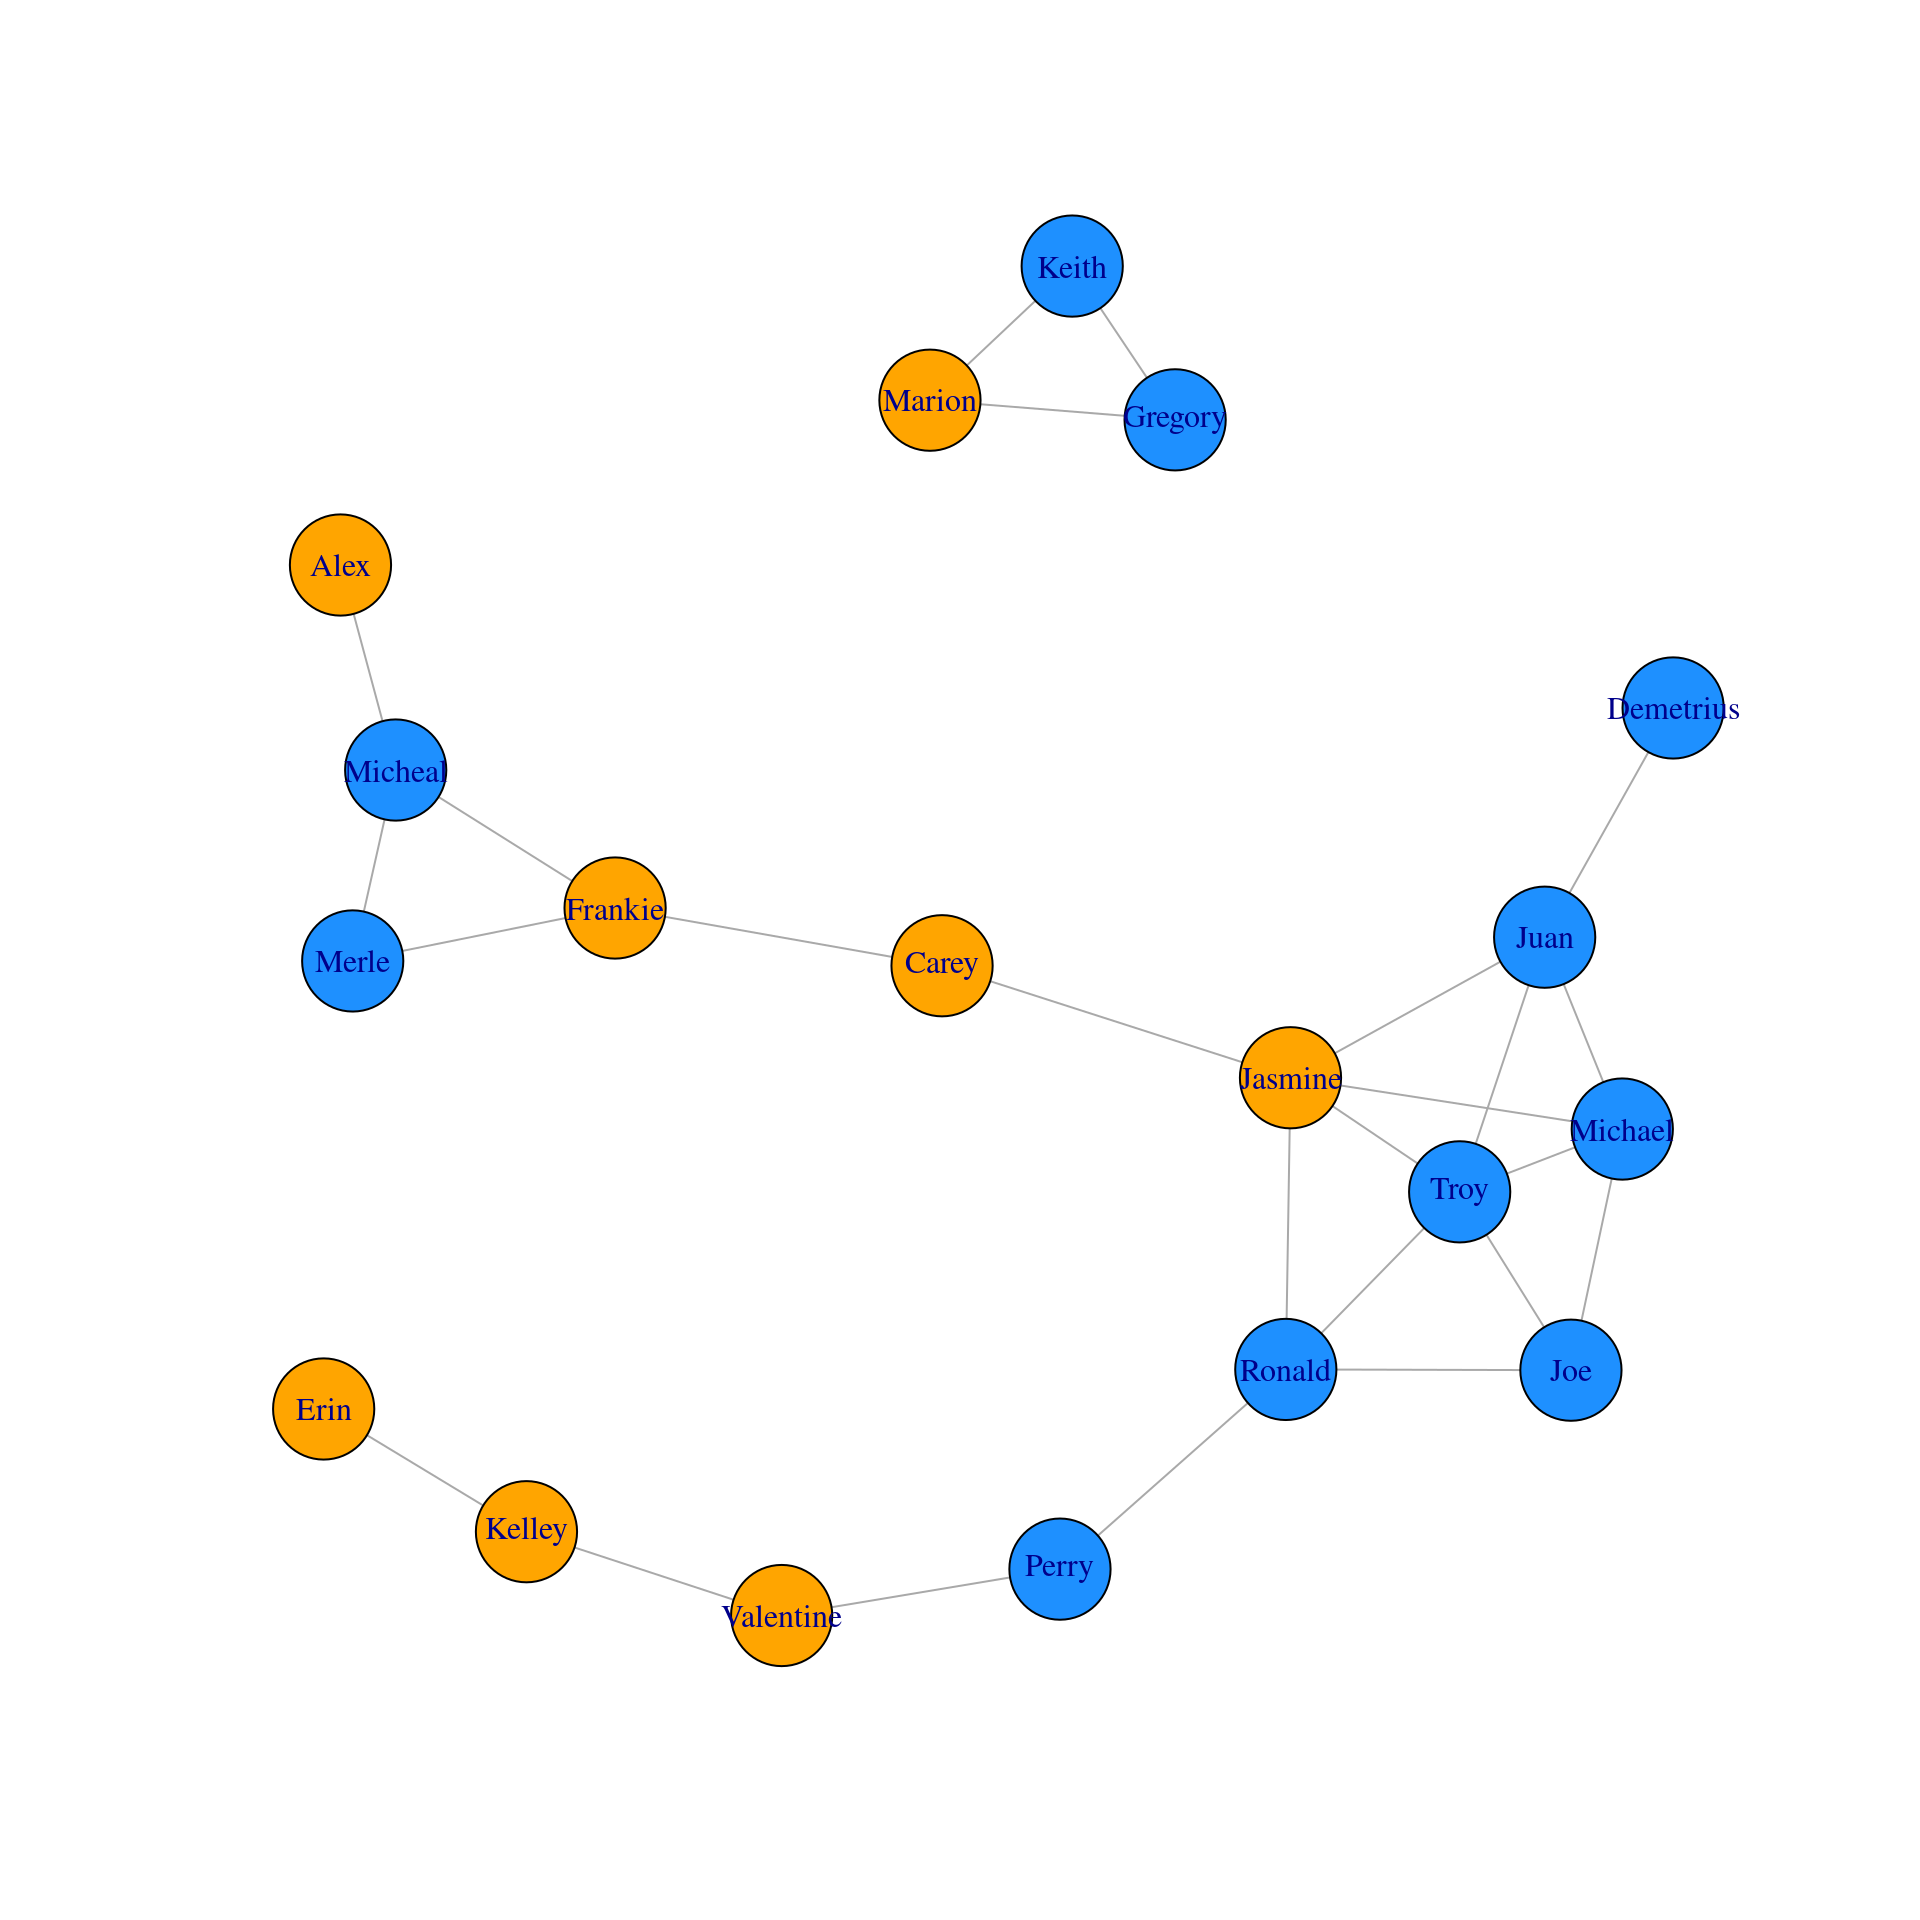 Keith
Marion
Gregory
Alex
Demetrius
Micheal
Frankie
Juan
Merle
Carey
Jasmine
Michael
Troy
Ronald
Joe
Erin
Kelley
Perry
Valentine